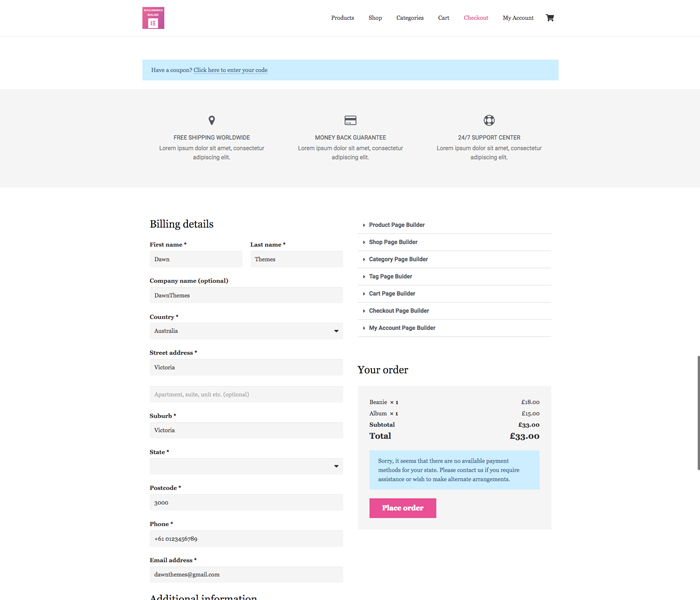 Products Shop Categories Cart Checkout My Account
Have a coupon? Click here to enter your code
FREE SHIPPING WORLDWIDE
Lorem ipsum dolor sit amet, consectetur
adipiscing elit.
MONEY BACK GUARANTEE
Lorem ipsum dolor sit amet, consectetur
adipiscing elit.
24/7 SUPPORT CENTER
Lorem ipsum dolor sit amet, consectetur
adipiscing elit.
Billing details
First name * Last name *
Dawn Themes
Company name (optional)
DawnThemes
Country *
Australia
Street address *
Victoria
Apartment, suite, unit etc. (optional)
Suburb *
Victoria
State *
Postcode *
3000
Phone *
+61 0123456789
Email address *
dawnthemes@gmail.com
Additional information
Product Page Builder
Shop Page Builder
Category Page Builder
Tag Page Buider
Cart Page Builder
Checkout Page Builder
My Account Page Builder
Your order
Beanie × 1 £18.00
Album × 1 £15.00
Subtotal £33.00
Total £33.00
Sorry, it seems that there are no available payment
methods for your state. Please contact us if you require
assistance or wish to make alternate arrangements.
Place order